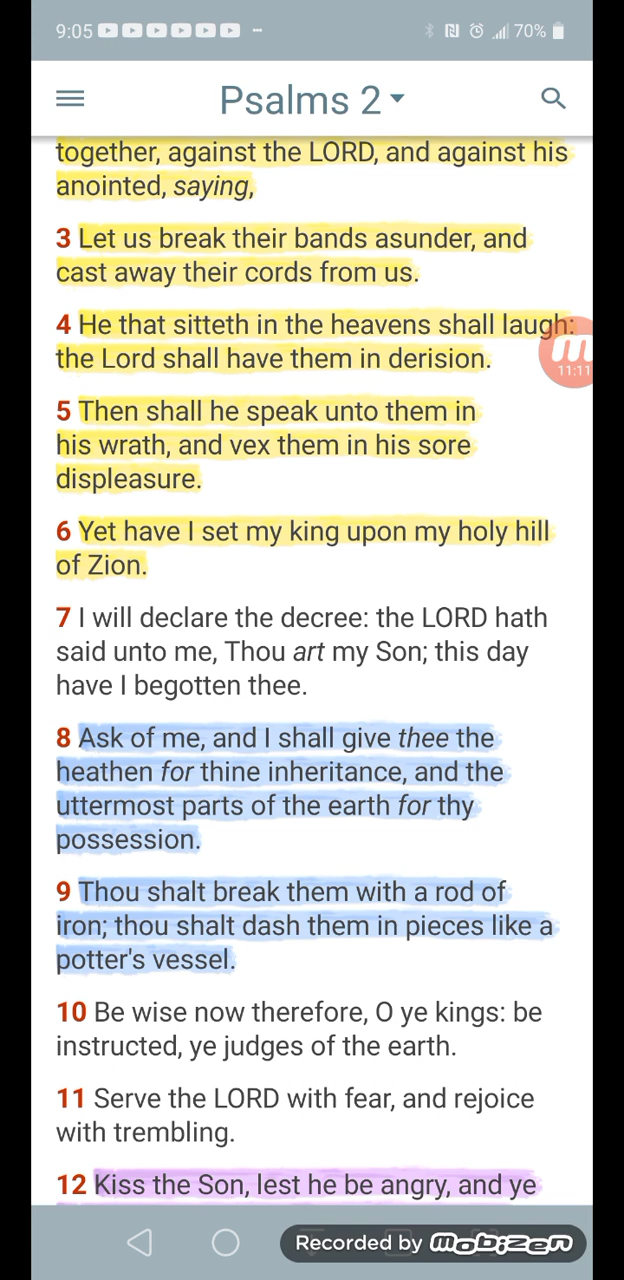 9:05
70%
Psalms 2
together, against the LORD, and against his
anointed, saying,
3 Let us break their bands asunder, and
cast away their cords from us.
4 He that sitteth in the heavens shall laugh:
the Lord shall have them in derision.
11:11
5 Then shall he speak unto them in
his wrath, and vex them in his sore
displeasure.
6 Yet have I set my king upon my holy hill
of Zion.
7 I will declare the decree: the LORD hath
said unto me, Thou art my Son; this day
have I begotten thee.
8 Ask of me, and I shall give thee the
heathen for thine inheritance, and the
uttermost parts of the earth for thy
possession.
9 Thou shalt break them with a rod of
iron; thou shalt dash them in pieces like a
potter's vessel.
10 Be wise now therefore, O ye kings: be
instructed, ye judges of the earth.
11 Serve the LORD with fear, and rejoice
with trembling.
12 Kiss the Son, lest he be angry, and ye
Recorded by mobizen